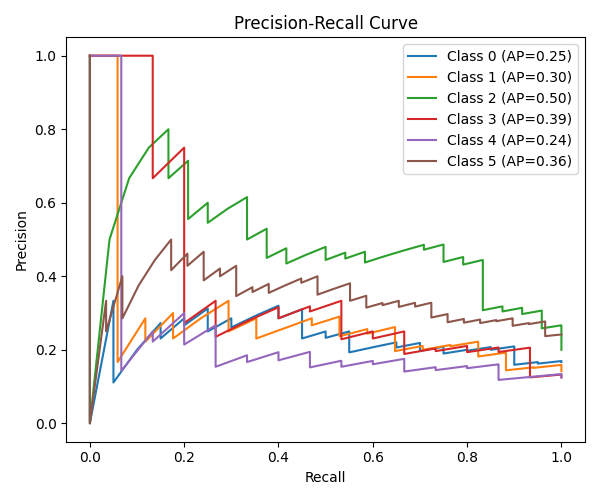 Precision-Recall Curve
Class 0 (AP=0.25)
Class 1 (AP=0.30)
Class 2 (AP=0.50)
Class 3 (AP=0.39)
Class 4 (AP=0.24)
Class 5 (AP=0.36)
Precision
1.0
0.8
0.6
0.4
0.2
0.0
0.0 0.2 0.4 0.6 0.8 1.0
Recall